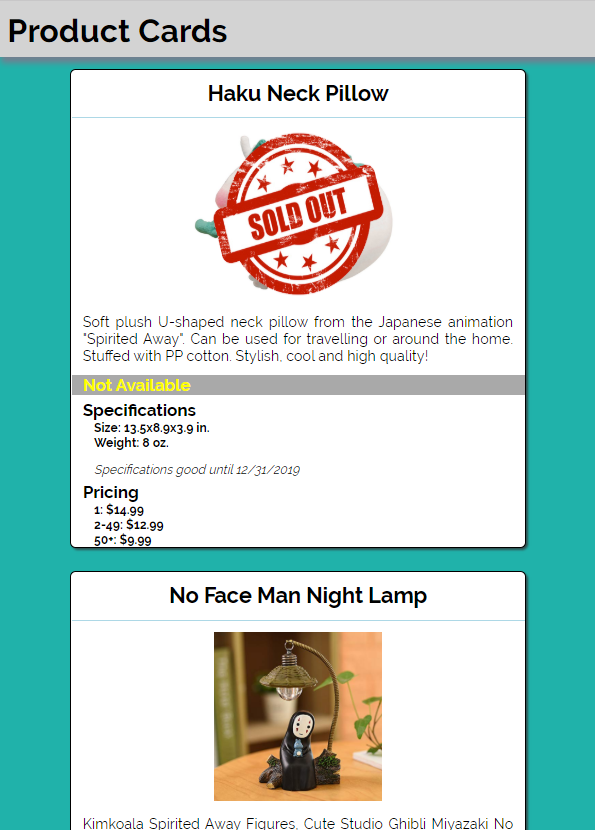 Product Cards
Haku Neck Pillow
SOLD OUT
Soft plush U-shaped neck pillow from the Japanese animation
"Spirited Away". Can be used for travelling or around the home.
Stuffed with PP cotton. Stylish, cool and high quality!
Not Available
Specifications
Size: 13.5x8.9x3.9 in.
Weight: 8 oz.
Specifications good until 12/31/2019
Pricing
1: $14.99
2-49: $12.99
50+: $9.99
No Face Man Night Lamp
Kimkoala Spirited Away Figures, Cute Studio Ghibli Miyazaki No